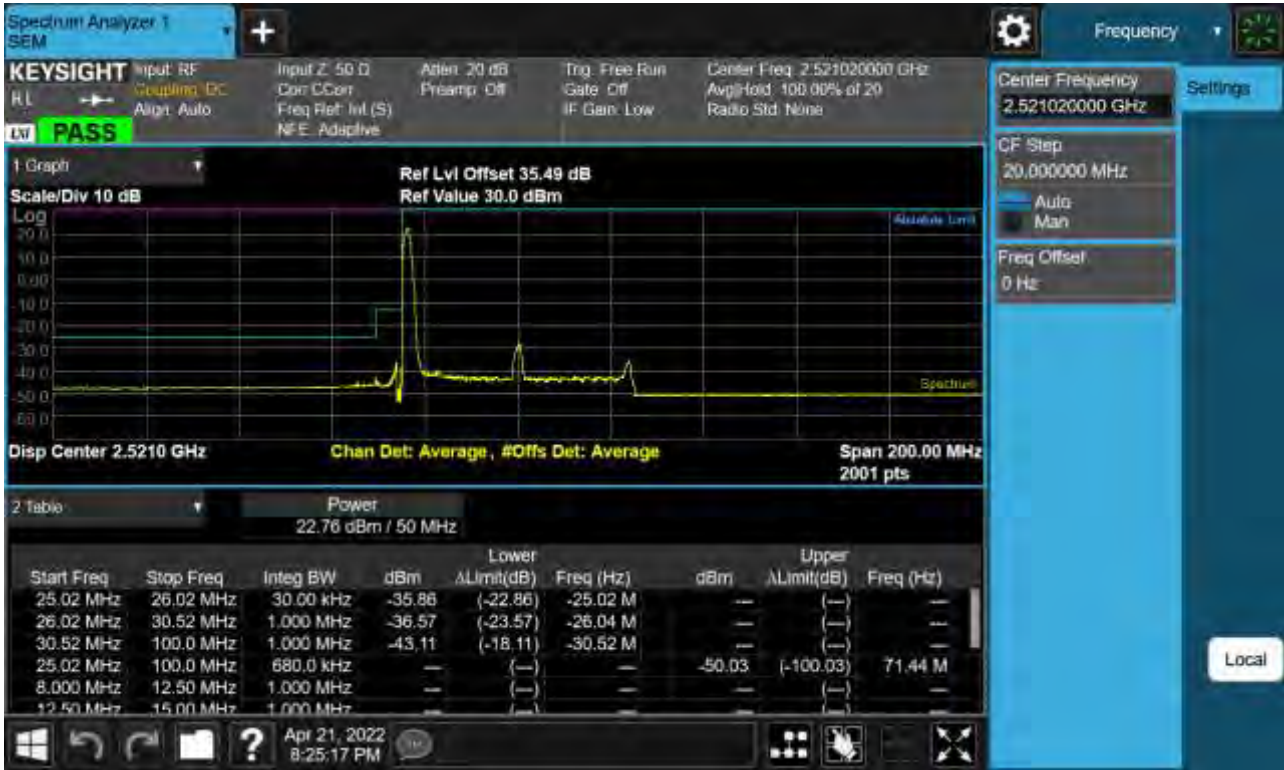 Spectrum Analyzer 1
SEM
+
Frequency
KEYSIGHT
RL
PASS
Input: RF
Coupling: DC
Align: Auto
Input Z: 50 Ω
Corr CCorr
Freq Ref: Int (S)
NFE: Adaptive
Atten: 20 dB
Preamp: Off
Trig: Free Run
Gate: Off
IF Gain: Low
Center Freq: 2.521020000 GHz
Avg|Hold: 100.00% of 20
Radio Std: None
Center Frequency
2.521020000 GHz
Settings
CF Step
20.000000 MHz
Auto
Man
Freq Offset
0 Hz
Local
1 Graph
Scale/Div 10 dB
Ref Lvl Offset 35.49 dB
Ref Value 30.0 dBm
Log
20.0
10.0
0.00
-10.0
-20.0
-30.0
-40.0
-50.0
-60.0
Absolute Limit
Spectrum
Disp Center 2.5210 GHz
Chan Det: Average, #Offs Det: Average
Span 200.00 MHz
2001 pts
2 Table
Power
22.76 dBm / 50 MHz
Lower Upper
Start Freq Stop Freq Integ BW dBm ΔLimit(dB) Freq (Hz) dBm ΔLimit(dB) Freq (Hz)
25.02 MHz 26.02 MHz 30.00 kHz -35.86 (-22.86) -25.02 M --- (---) ---
26.02 MHz 30.52 MHz 1.000 MHz -36.57 (-23.57) -26.04 M --- (---) ---
30.52 MHz 100.0 MHz 1.000 MHz -43.11 (-18.11) -30.52 M --- (---) ---
25.02 MHz 100.0 MHz 680.0 kHz --- (---) --- -50.03 (-100.03) 71.44 M
8.000 MHz 12.50 MHz 1.000 MHz --- (---) --- --- (---) ---
12.50 MHz 15.00 MHz 1.000 MHz --- (---) ---
?
Apr 21, 2022
8:25:17 PM